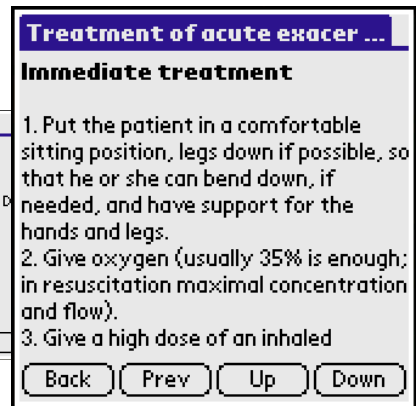 Treatment of acute exacer ...
Immediate treatment
1. Put the patient in a comfortable
sitting position, legs down if possible, so
that he or she can bend down, if
needed, and have support for the
hands and legs.
2. Give oxygen (usually 35% is enough;
in resuscitation maximal concentration
and flow).
3. Give a high dose of an inhaled
Back Prev Up Down
D